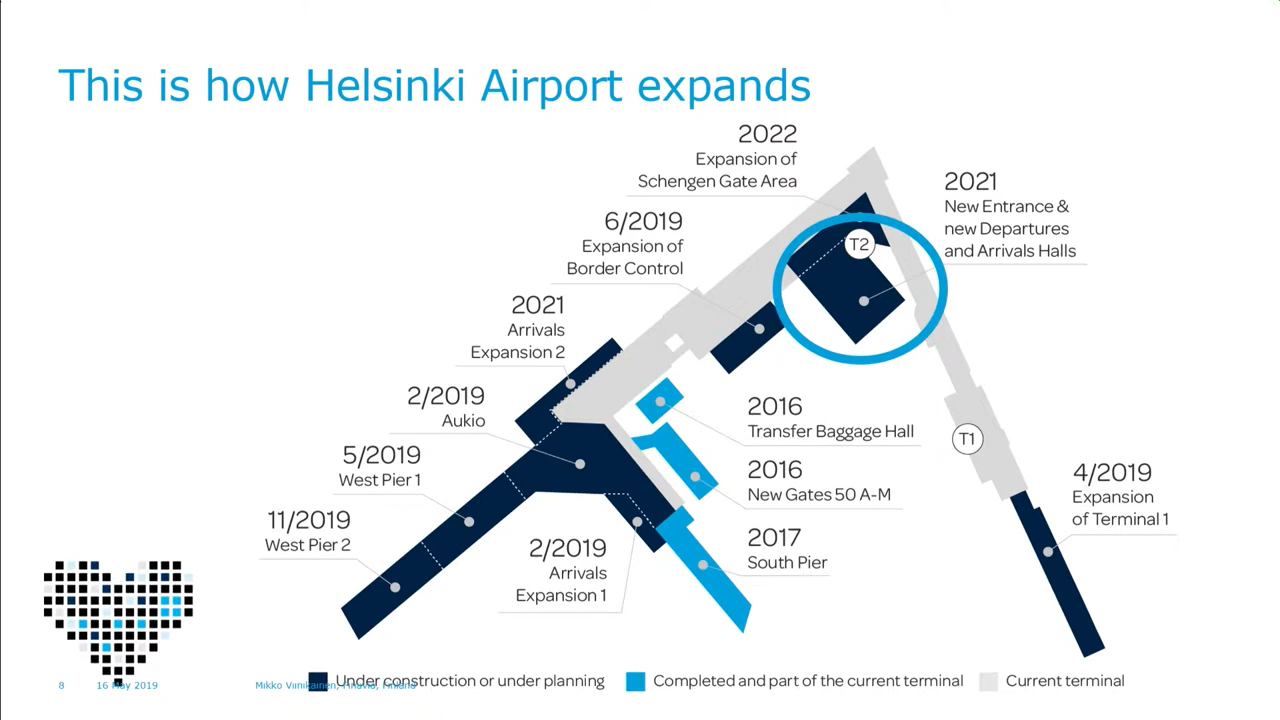 This is how Helsinki Airport expands
2022
Expansion of
Schengen Gate Area
2021
New Entrance &
new Departures
and Arrivals Halls
6/2019
Expansion of
Border Control
T2
2021
Arrivals
Expansion 2
2/2019
Aukio
2016
Transfer Baggage Hall
T1
5/2019
West Pier 1
2016
New Gates 50 A-M
4/2019
Expansion
of Terminal 1
11/2019
West Pier 2
2/2019
Arrivals
Expansion 1
2017
South Pier
8 16 May 2019 Mikko Viinikainen, Finavia, Finland
Under construction or under planning
Completed and part of the current terminal
Current terminal